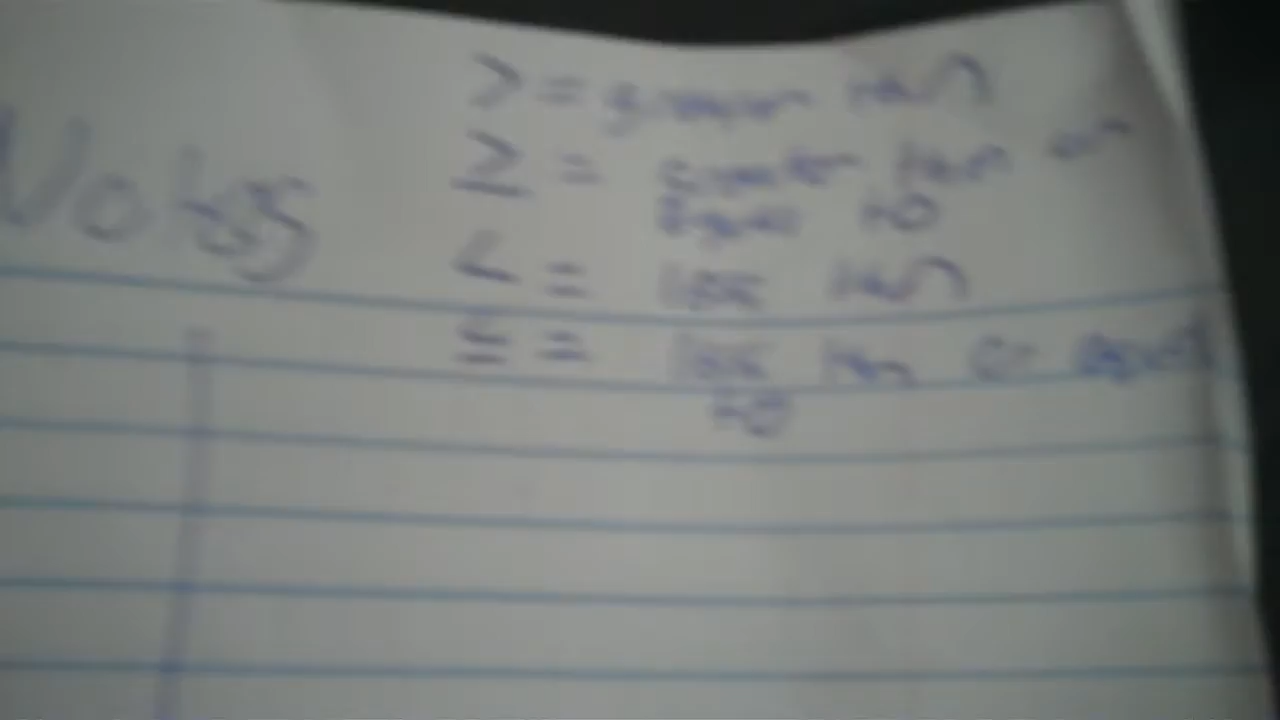 Notes
> = greater than
≥ = greater than or
equal to
< = less than
≤ = less than or equal
to